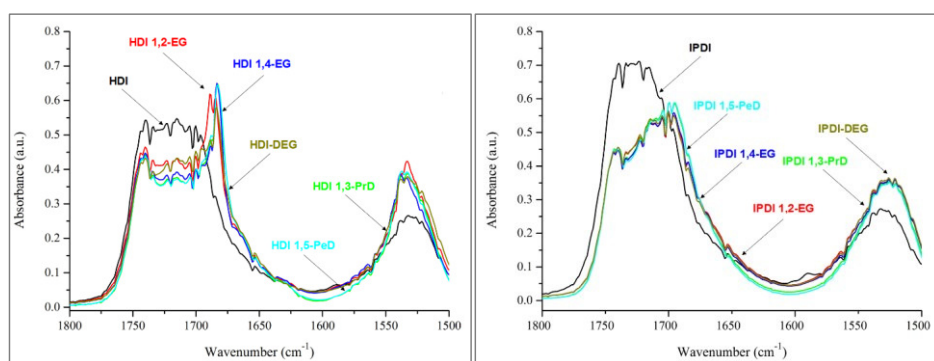 0.8
0.7
0.6
0.5
0.4
0.3
0.2
0.1
0.0
Absorbance (a.u.)
HDI 1,2-EG
HDI 1,4-EG
HDI
HDI-DEG
HDI 1,3-PrD
HDI 1,5-PeD
1800 1750 1700 1650 1600 1550 1500
Wavenumber (cm-1)
0.8
0.7
0.6
0.5
0.4
0.3
0.2
0.1
0.0
Absorbance (a.u.)
IPDI
IPDI 1,5-PeD
IPDI-DEG
IPDI 1,4-EG
IPDI 1,3-PrD
IPDI 1,2-EG
1800 1750 1700 1650 1600 1550 1500
Wavenumber (cm-1)